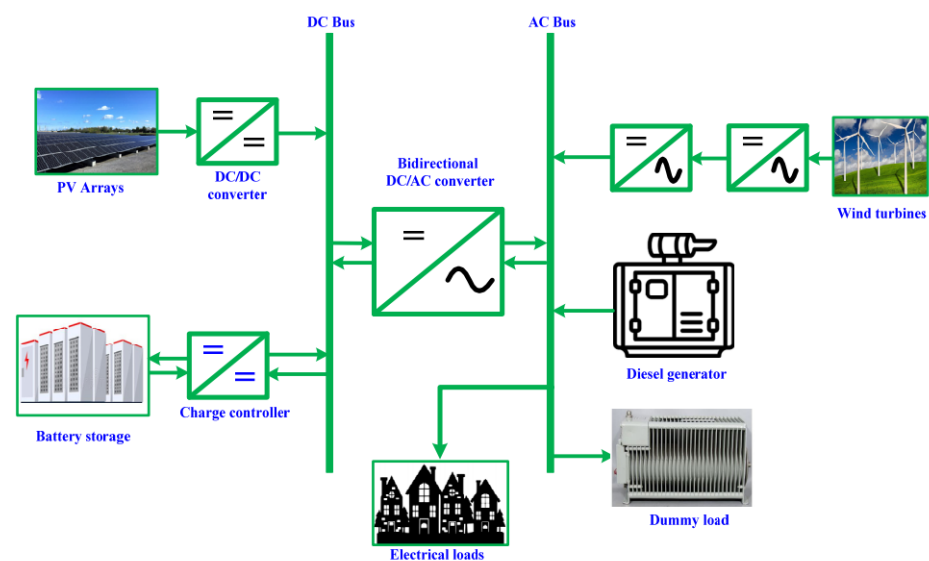 DC Bus
AC Bus
PV Arrays
DC/DC
converter
Bidirectional
DC/AC converter
Wind turbines
Battery storage
Charge controller
Diesel generator
Electrical loads
Dummy load